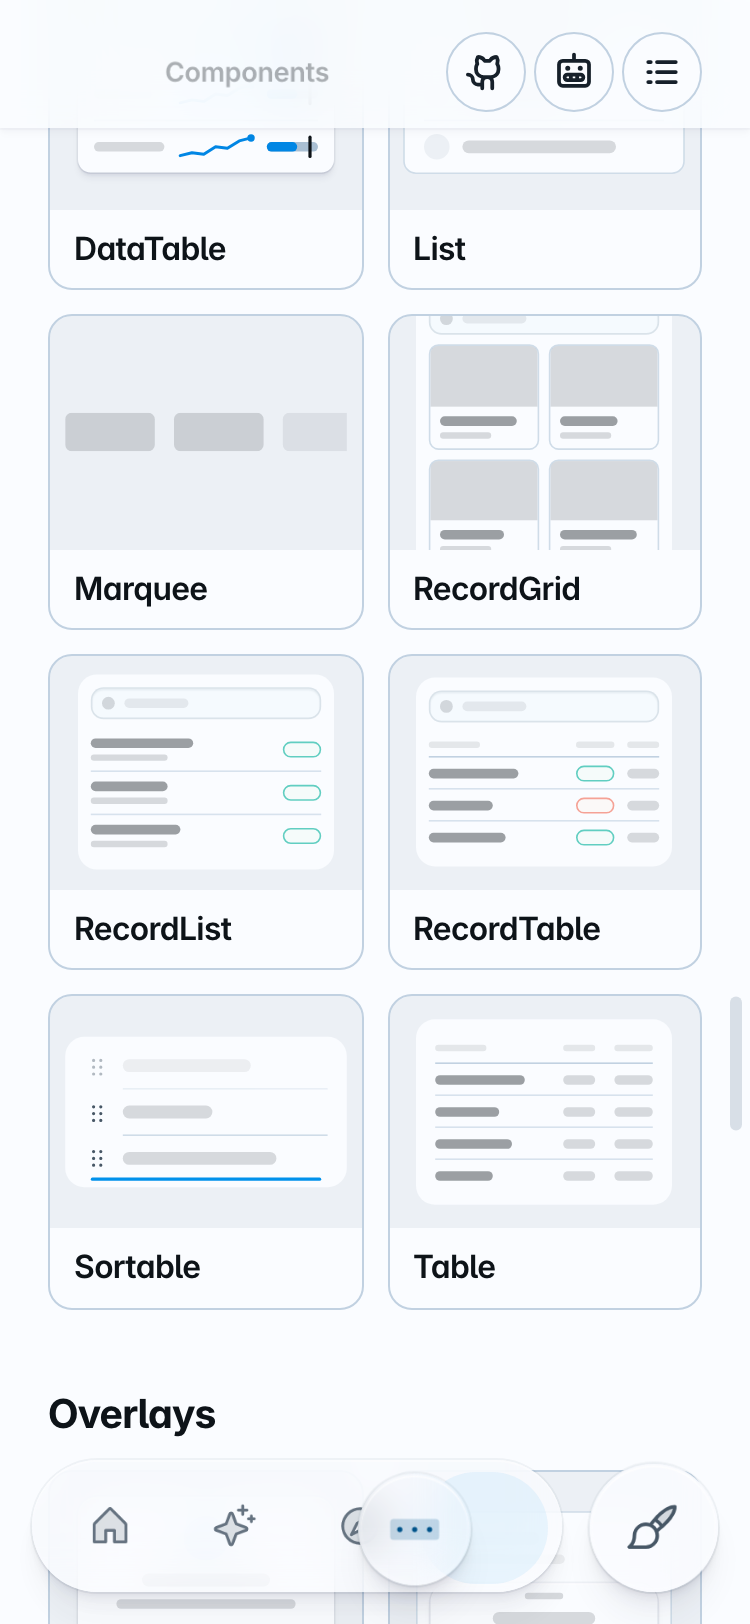 Components
DataTable
List
Marquee
RecordGrid
RecordList
RecordTable
Sortable
Table
Overlays